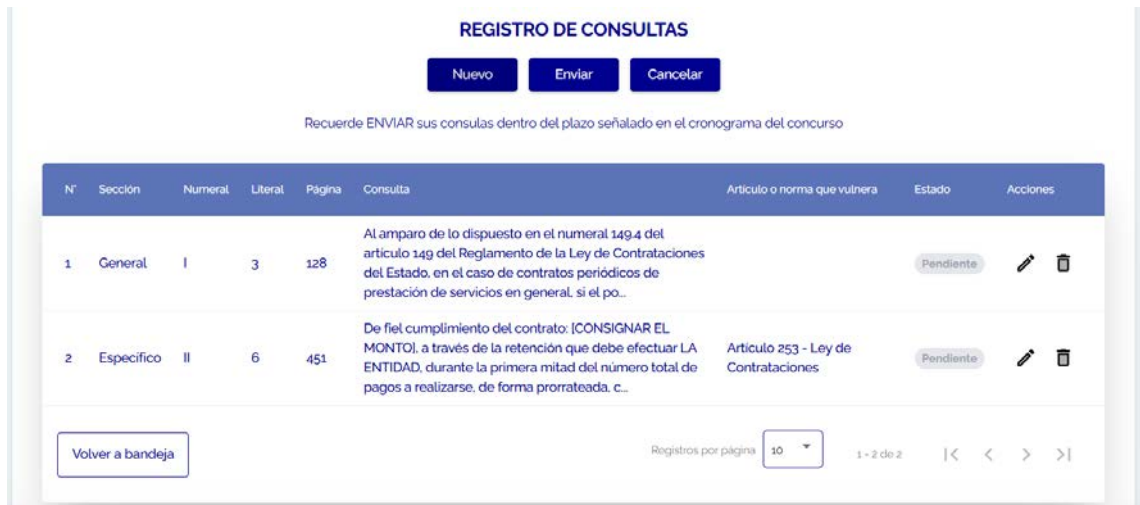 REGISTRO DE CONSULTAS
Nuevo Enviar Cancelar
Recuerde ENVIAR sus consulas dentro del plazo señalado en el cronograma del concurso
N° Sección Numeral Literal Página Consulta Artículo o norma que vulnera Estado Acciones
1 General I 3 128
Al amparo de lo dispuesto en el numeral 149.4 del
artículo 149 del Reglamento de la Ley de Contrataciones
del Estado, en el caso de contratos periódicos de
prestación de servicios en general, si el po...
Pendiente
2 Específico II 6 451
De fiel cumplimiento del contrato: [CONSIGNAR EL
MONTO], a través de la retención que debe efectuar LA
ENTIDAD, durante la primera mitad del número total de
pagos a realizarse, de forma prorrateada, c...
Artículo 253 - Ley de
Contrataciones
Pendiente
Volver a bandeja
Registros por página 10 1 - 2 de 2